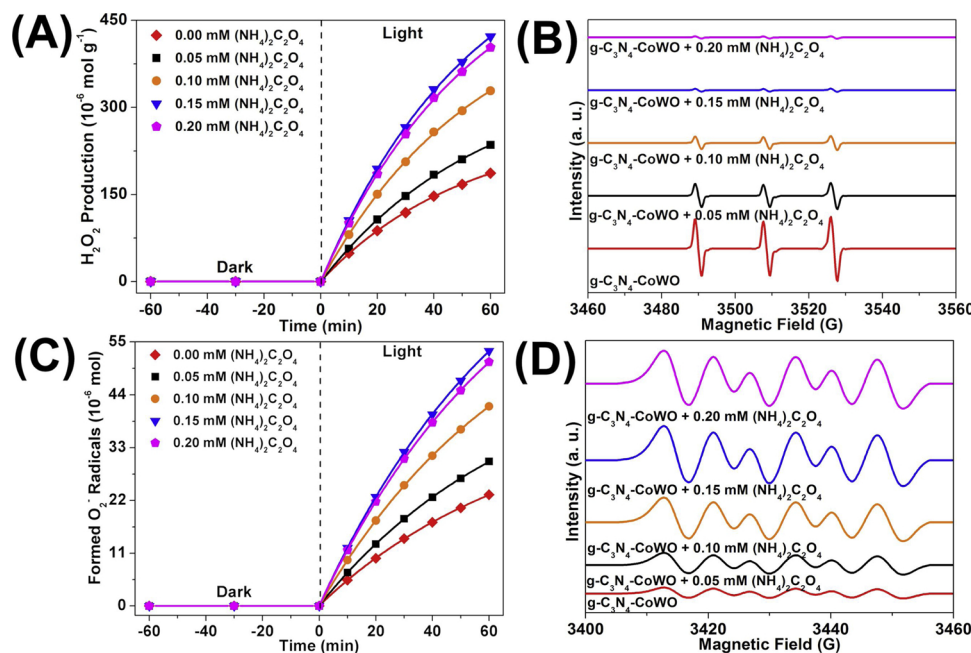 (A)
H₂O₂ Production (10⁻⁶ mol g⁻¹)
450
300
150
0
0.00 mM (NH₄)₂C₂O₄
0.05 mM (NH₄)₂C₂O₄
0.10 mM (NH₄)₂C₂O₄
0.15 mM (NH₄)₂C₂O₄
0.20 mM (NH₄)₂C₂O₄
Light
Dark
-60 -40 -20 0 20 40 60
Time (min)
(B)
Intensity (a. u.)
g-C₃N₄-CoWO + 0.20 mM (NH₄)₂C₂O₄
g-C₃N₄-CoWO + 0.15 mM (NH₄)₂C₂O₄
g-C₃N₄-CoWO + 0.10 mM (NH₄)₂C₂O₄
g-C₃N₄-CoWO + 0.05 mM (NH₄)₂C₂O₄
g-C₃N₄-CoWO
3460 3480 3500 3520 3540 3560
Magnetic Field (G)
(C)
Formed O₂·⁻ Radicals (10⁻⁶ mol)
55
44
33
22
11
0
0.00 mM (NH₄)₂C₂O₄
0.05 mM (NH₄)₂C₂O₄
0.10 mM (NH₄)₂C₂O₄
0.15 mM (NH₄)₂C₂O₄
0.20 mM (NH₄)₂C₂O₄
Light
Dark
-60 -40 -20 0 20 40 60
Time (min)
(D)
Intensity (a. u.)
g-C₃N₄-CoWO + 0.20 mM (NH₄)₂C₂O₄
g-C₃N₄-CoWO + 0.15 mM (NH₄)₂C₂O₄
g-C₃N₄-CoWO + 0.10 mM (NH₄)₂C₂O₄
g-C₃N₄-CoWO + 0.05 mM (NH₄)₂C₂O₄
g-C₃N₄-CoWO
3400 3420 3440 3460
Magnetic Field (G)